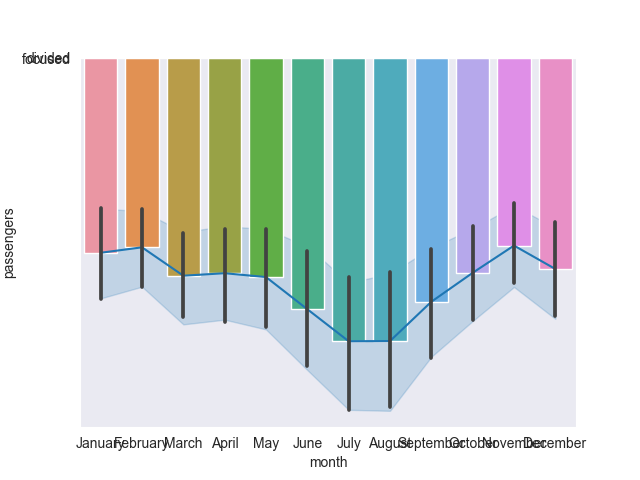 divided
focused
passengers
January February March April May June July August September October November December
month